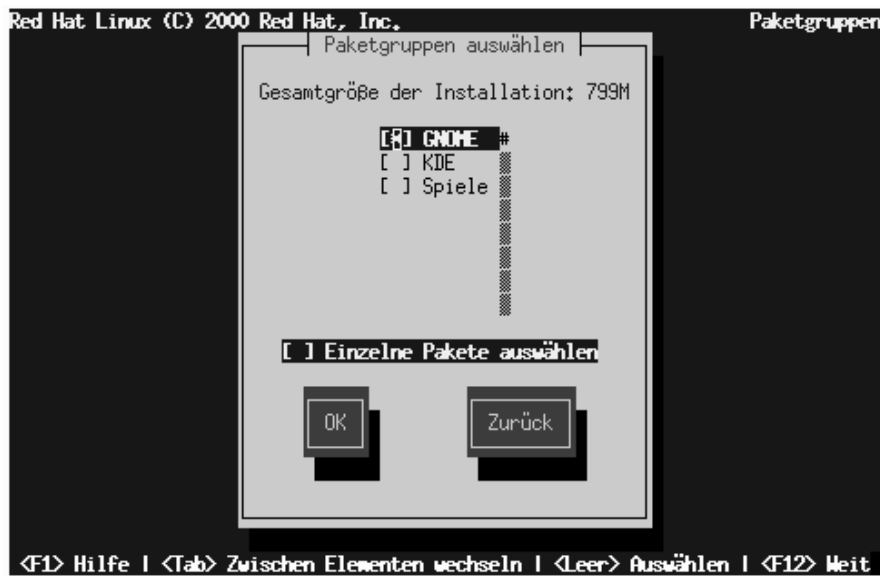 Red Hat Linux (C) 2000 Red Hat, Inc. Paketgruppen
Paketgruppen auswählen
Gesamtgröße der Installation: 799M
[*] GNOME #
[ ] KDE
[ ] Spiele
[ ] Einzelne Pakete auswählen
OK Zurück
<F1> Hilfe | <Tab> Zwischen Elementen wechseln | <Leer> Auswählen | <F12> Weit